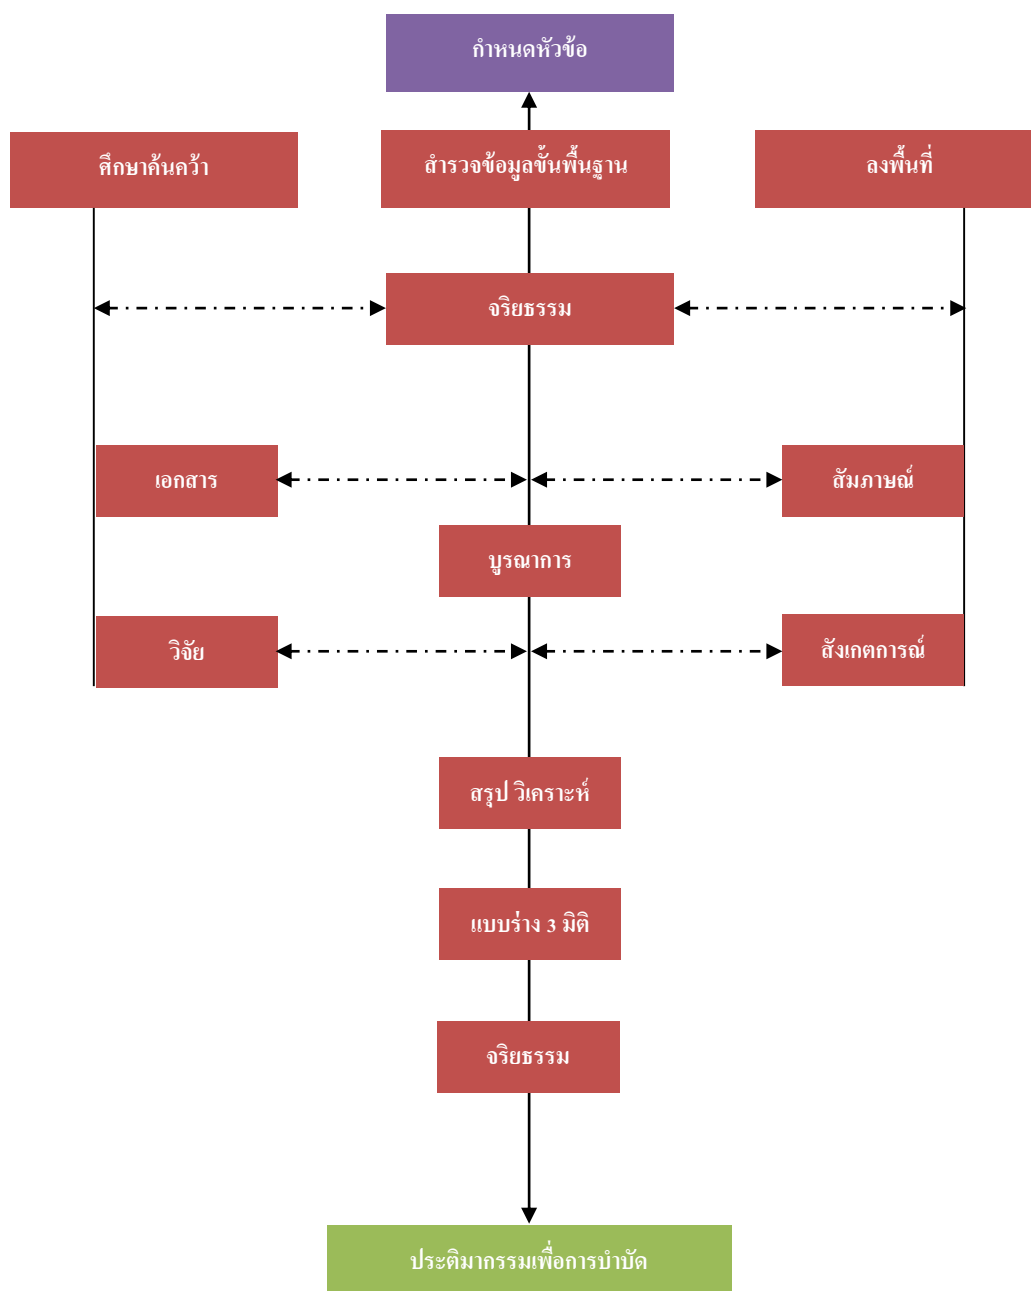 กำหนดหัวข้อ
ศึกษาค้นคว้า
สำรวจข้อมูลขั้นพื้นฐาน
ลงพื้นที่
จริยธรรม
เอกสาร
สัมภาษณ์
บูรณาการ
วิจัย
สังเกตการณ์
สรุป วิเคราะห์
แบบร่าง 3 มิติ
จริยธรรม
ประติมากรรมเพื่อการบำบัด